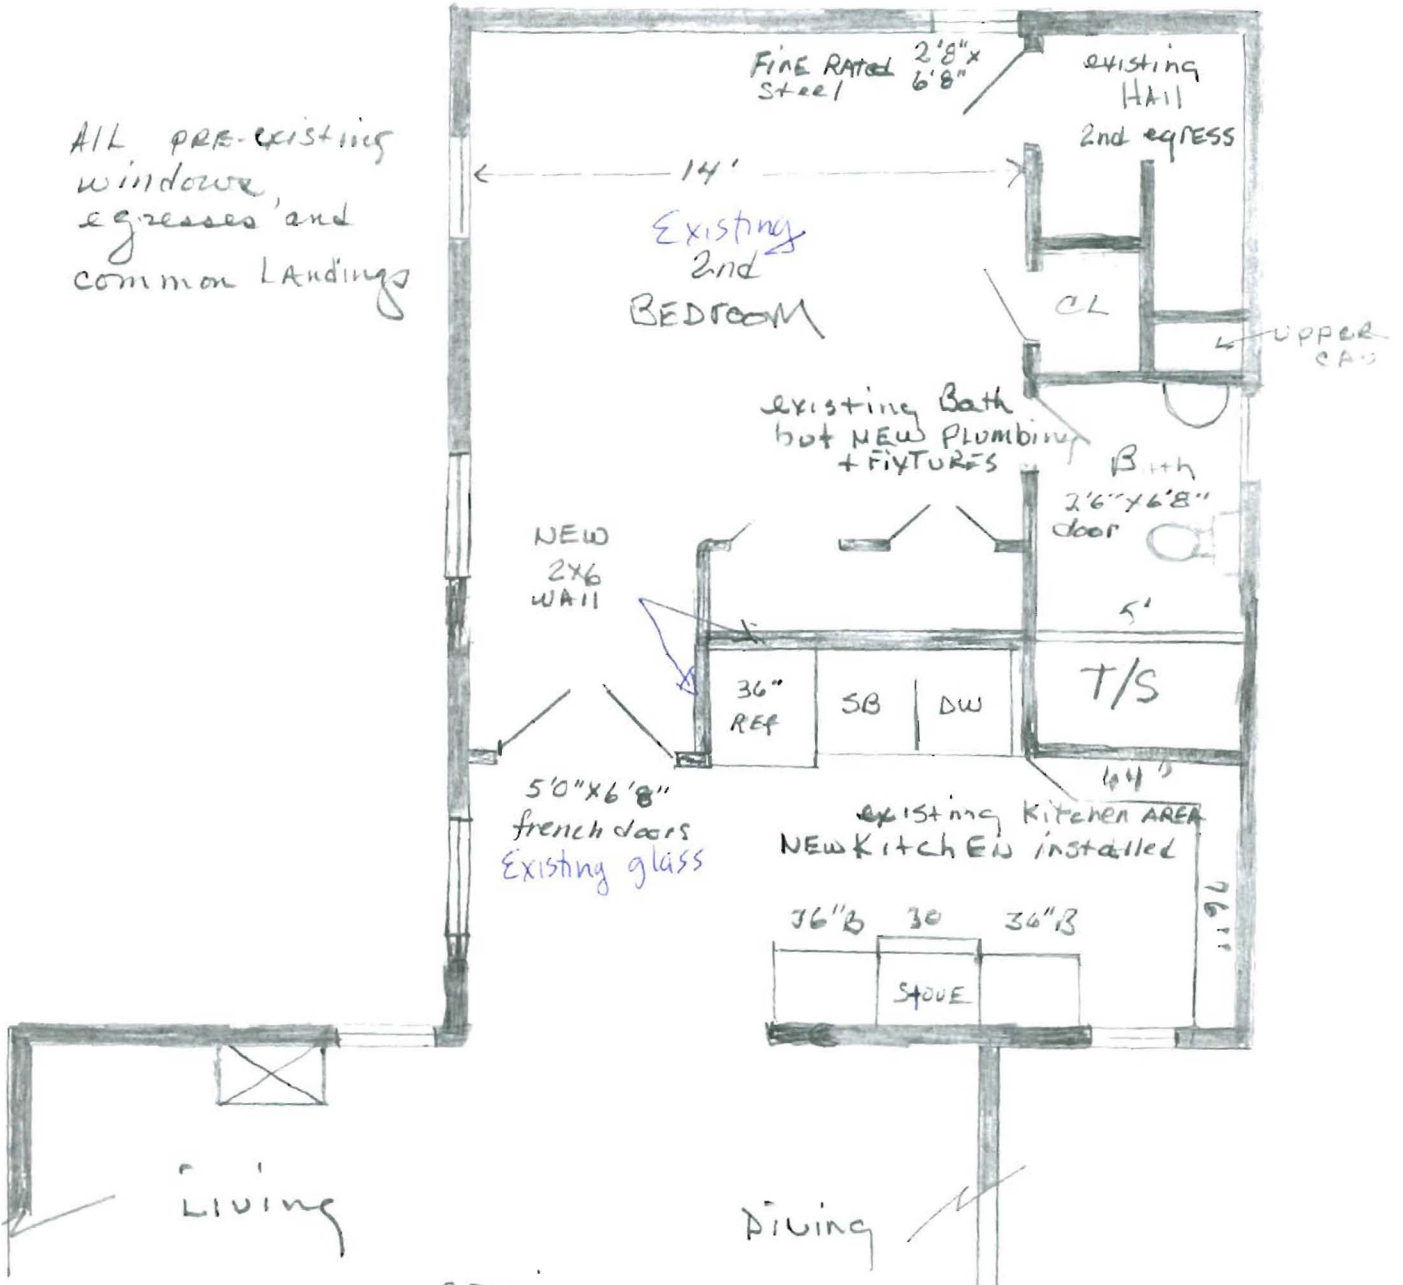 FirE RAted 2'8"x
Steel 6'8"
existing
HAll
2nd egress
All PRE-existing
windows,
egresses and
common LAndings
14'
Existing
2nd
BEDrooM
CL
UPPER
existing Bath
but NEW PLumbing
+ FiXTURES
Bath
2'6"X6'8"
door
NEW
2X6
WAll
5'
T/S
36"
REF
SB
DW
5'0"X6'8"
french doors
Existing glass
44"
existing Kitchen AREA
NEW KitchEN installed
76"
36"B
30
36"B
StovE
Living
Dining